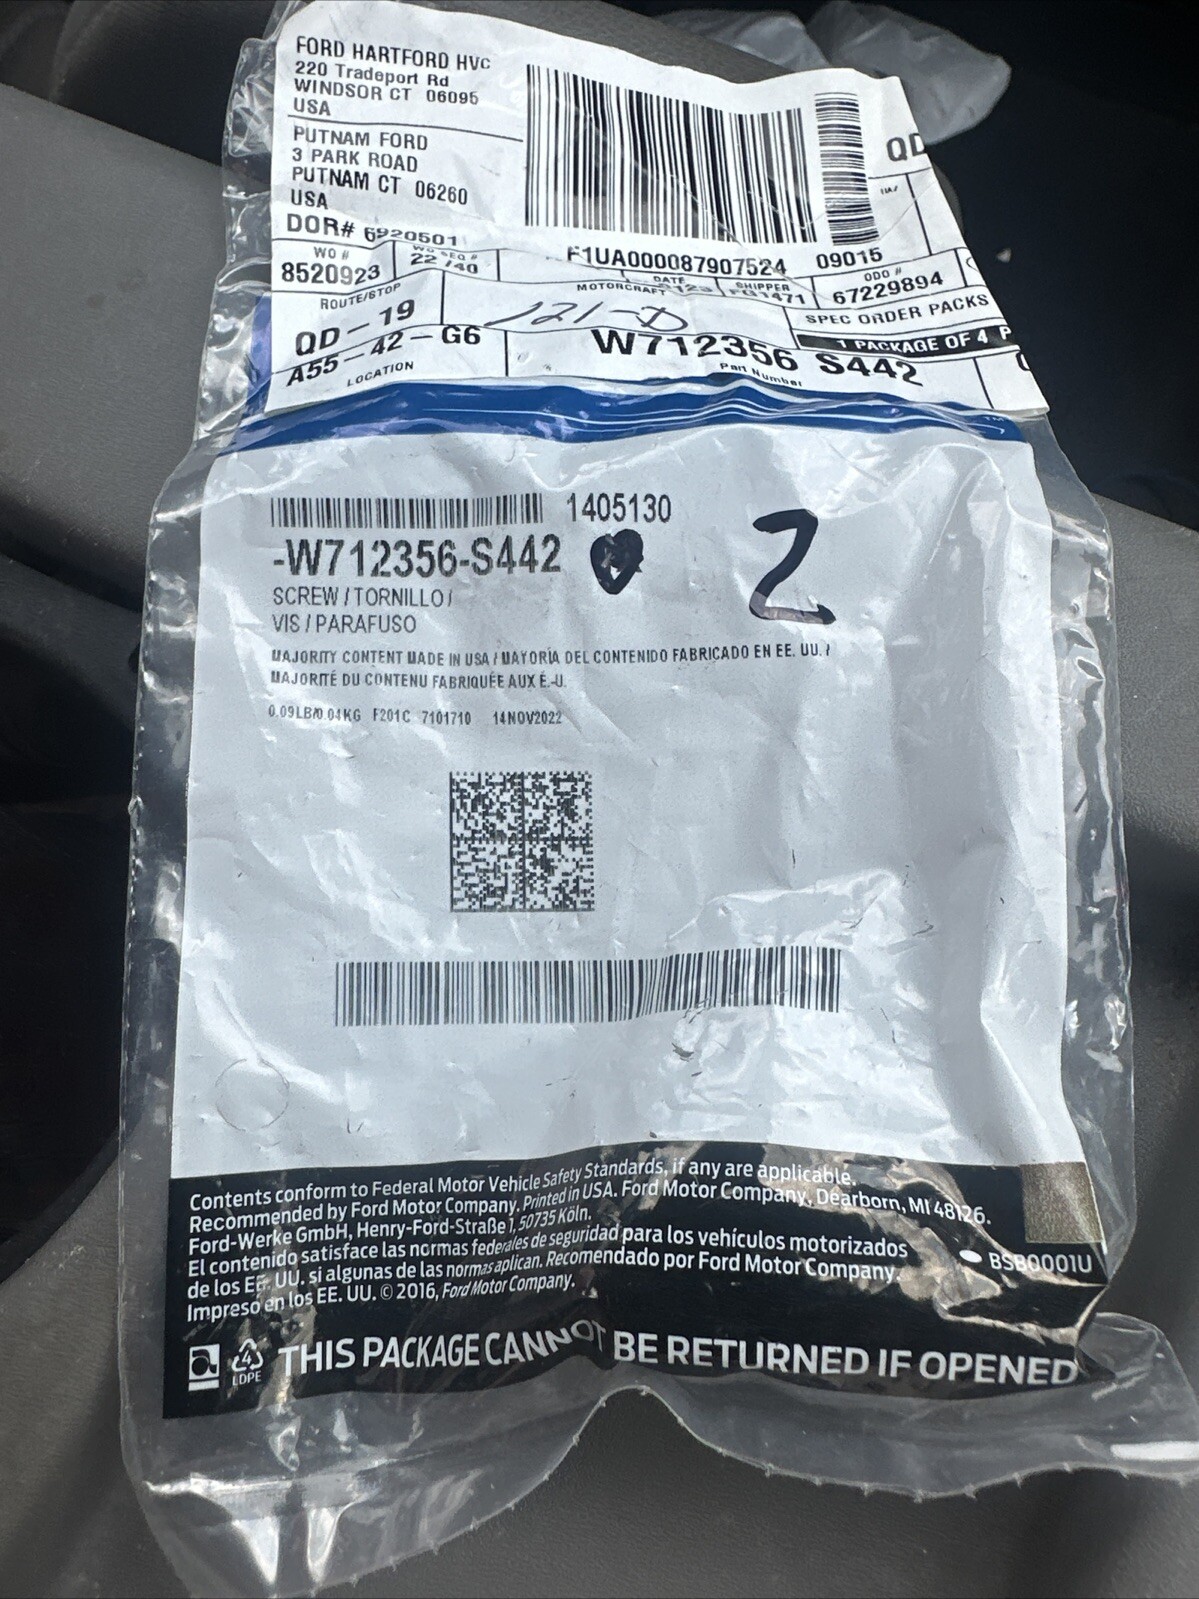 FORD HARTFORD HVC
220 Tradeport Rd
WINDSOR CT 06095
USA
PUTNAM FORD
3 PARK ROAD
PUTNAM CT 06260
USA
DOR# 6920501
QD
F1UA000087907524 09015
WO #
8520923
WO SEQ #
22 /40
MOTORCRAFT
DATE
SHIPPER
ODO #
67229894
ROUTE/STOP
QD-19
SPEC ORDER PACKS
1 PACKAGE OF 4
A55-42-G6
LOCATION
W712356 S442
Part Number
1405130
-W712356-S442
2
SCREW / TORNILLO /
VIS / PARAFUSO
MAJORITY CONTENT MADE IN USA / MAYORÍA DEL CONTENIDO FABRICADO EN EE. UU. /
MAJORITÉ DU CONTENU FABRIQUÉE AUX É.-U.
0.09LB/0.04KG F201C 7101710 14NOV2022
Contents conform to Federal Motor Vehicle Safety Standards, if any are applicable.
Recommended by Ford Motor Company. Printed in USA. Ford Motor Company, Dearborn, MI 48126.
Ford-Werke GmbH, Henry-Ford-Straße 1, 50735 Köln.
El contenido satisface las normas federales de seguridad para los vehículos motorizados
de los EE. UU. si algunas de las normas aplican. Recomendado por Ford Motor Company.
Impreso en los EE. UU. © 2016, Ford Motor Company.
BSB0001U
4
LDPE
THIS PACKAGE CANNOT BE RETURNED IF OPENED